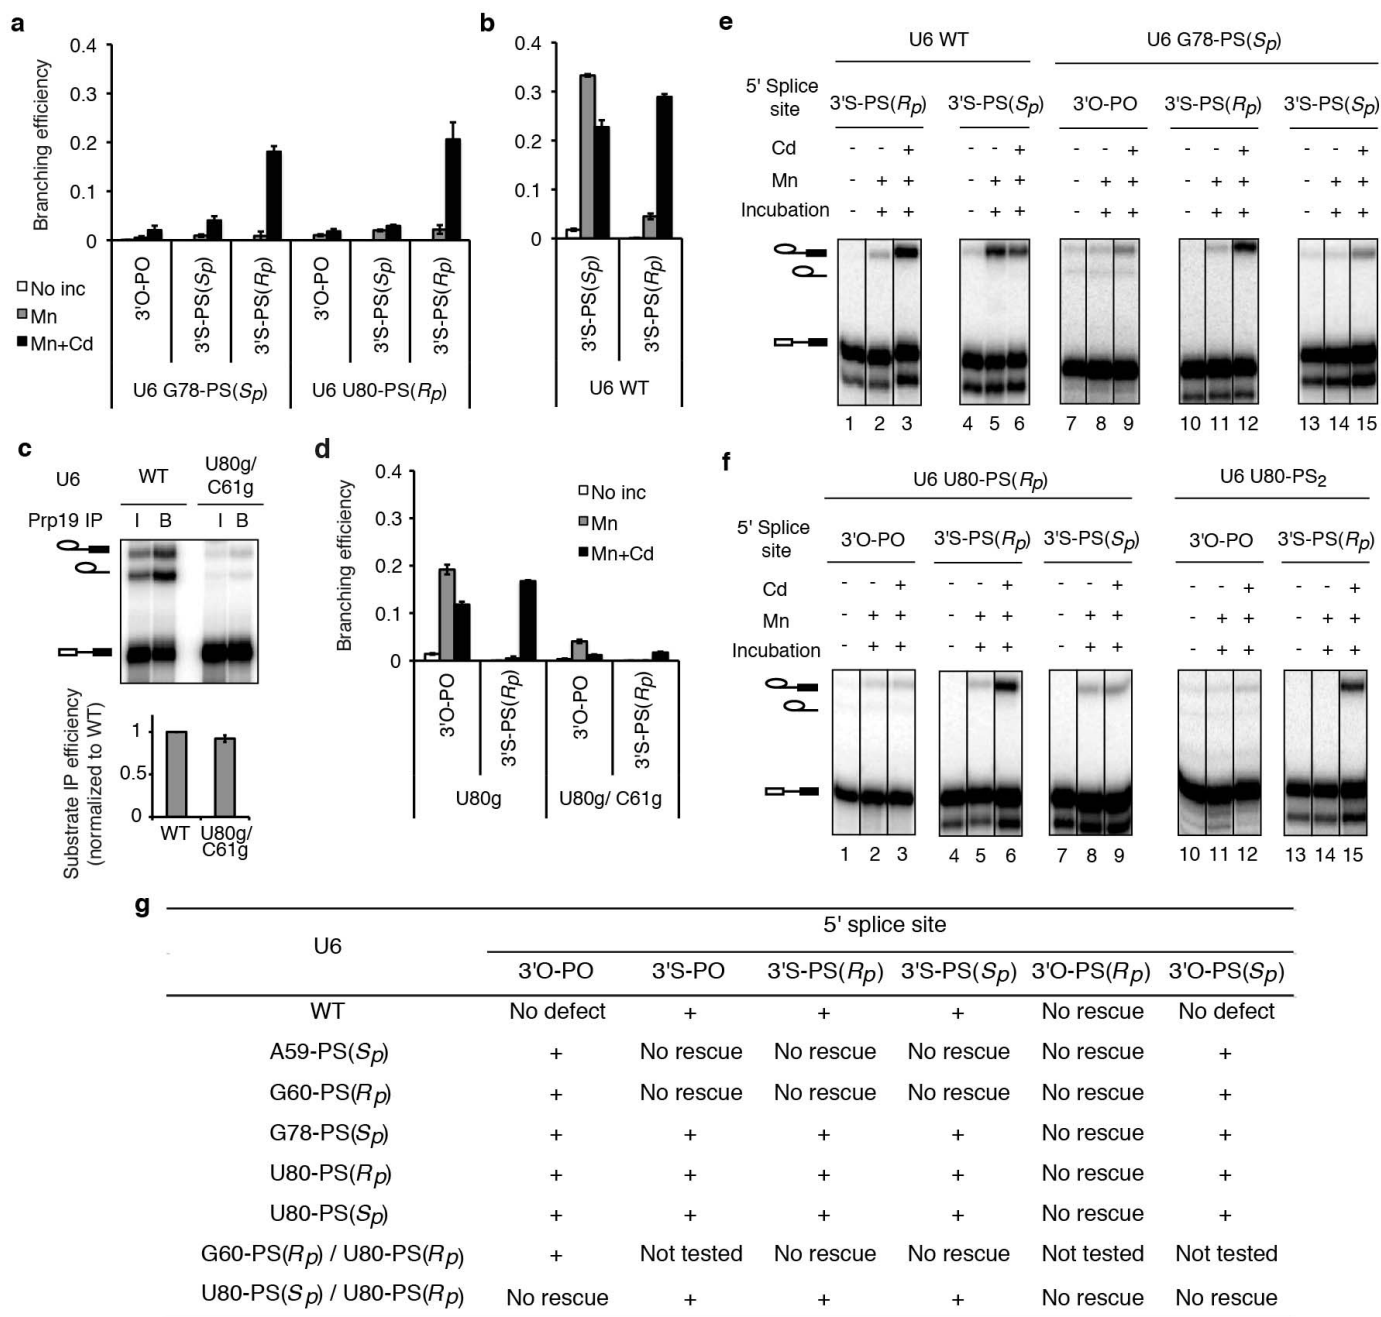 a
Branching efficiency
0.4
0.3
0.2
0.1
0
No inc
Mn
Mn+Cd
3'O-PO
3'S-PS(Sp)
3'S-PS(Rp)
3'O-PO
3'S-PS(Sp)
3'S-PS(Rp)
U6 G78-PS(Sp)
U6 U80-PS(Rp)
b
0.4
0.3
0.2
0.1
0
3'S-PS(Sp)
3'S-PS(Rp)
U6 WT
c
U6
WT
U80g/
C61g
Prp19 IP
I B I B
Substrate IP efficiency
(normalized to WT)
1
0.5
0
WT
U80g/
C61g
d
Branching efficiency
0.4
0.3
0.2
0.1
0
No inc
Mn
Mn+Cd
3'O-PO
3'S-PS(Rp)
3'O-PO
3'S-PS(Rp)
U80g
U80g/ C61g
e
U6 WT
U6 G78-PS(Sp)
5' Splice
site
3'S-PS(Rp) 3'S-PS(Sp) 3'O-PO 3'S-PS(Rp) 3'S-PS(Sp)
Cd - - + - - + - - + - - + - - +
Mn - + + - + + - + + - + + - + +
Incubation - + + - + + - + + - + + - + +
1 2 3 4 5 6 7 8 9 10 11 12 13 14 15
f
U6 U80-PS(Rp)
U6 U80-PS2
5' Splice
site
3'O-PO 3'S-PS(Rp) 3'S-PS(Sp) 3'O-PO 3'S-PS(Rp)
Cd - - + - - + - - + - - + - - +
Mn - + + - + + - + + - + + - + +
Incubation - + + - + + - + + - + + - + +
1 2 3 4 5 6 7 8 9 10 11 12 13 14 15
g
U6
5' splice site
3'O-PO 3'S-PO 3'S-PS(Rp) 3'S-PS(Sp) 3'O-PS(Rp) 3'O-PS(Sp)
WT No defect + + + No rescue No defect
A59-PS(Sp) + No rescue No rescue No rescue No rescue +
G60-PS(Rp) + No rescue No rescue No rescue No rescue +
G78-PS(Sp) + + + + No rescue +
U80-PS(Rp) + + + + No rescue +
U80-PS(Sp) + + + + No rescue +
G60-PS(Rp) / U80-PS(Rp) + Not tested No rescue No rescue Not tested Not tested
U80-PS(Sp) / U80-PS(Rp) No rescue + + + No rescue No rescue